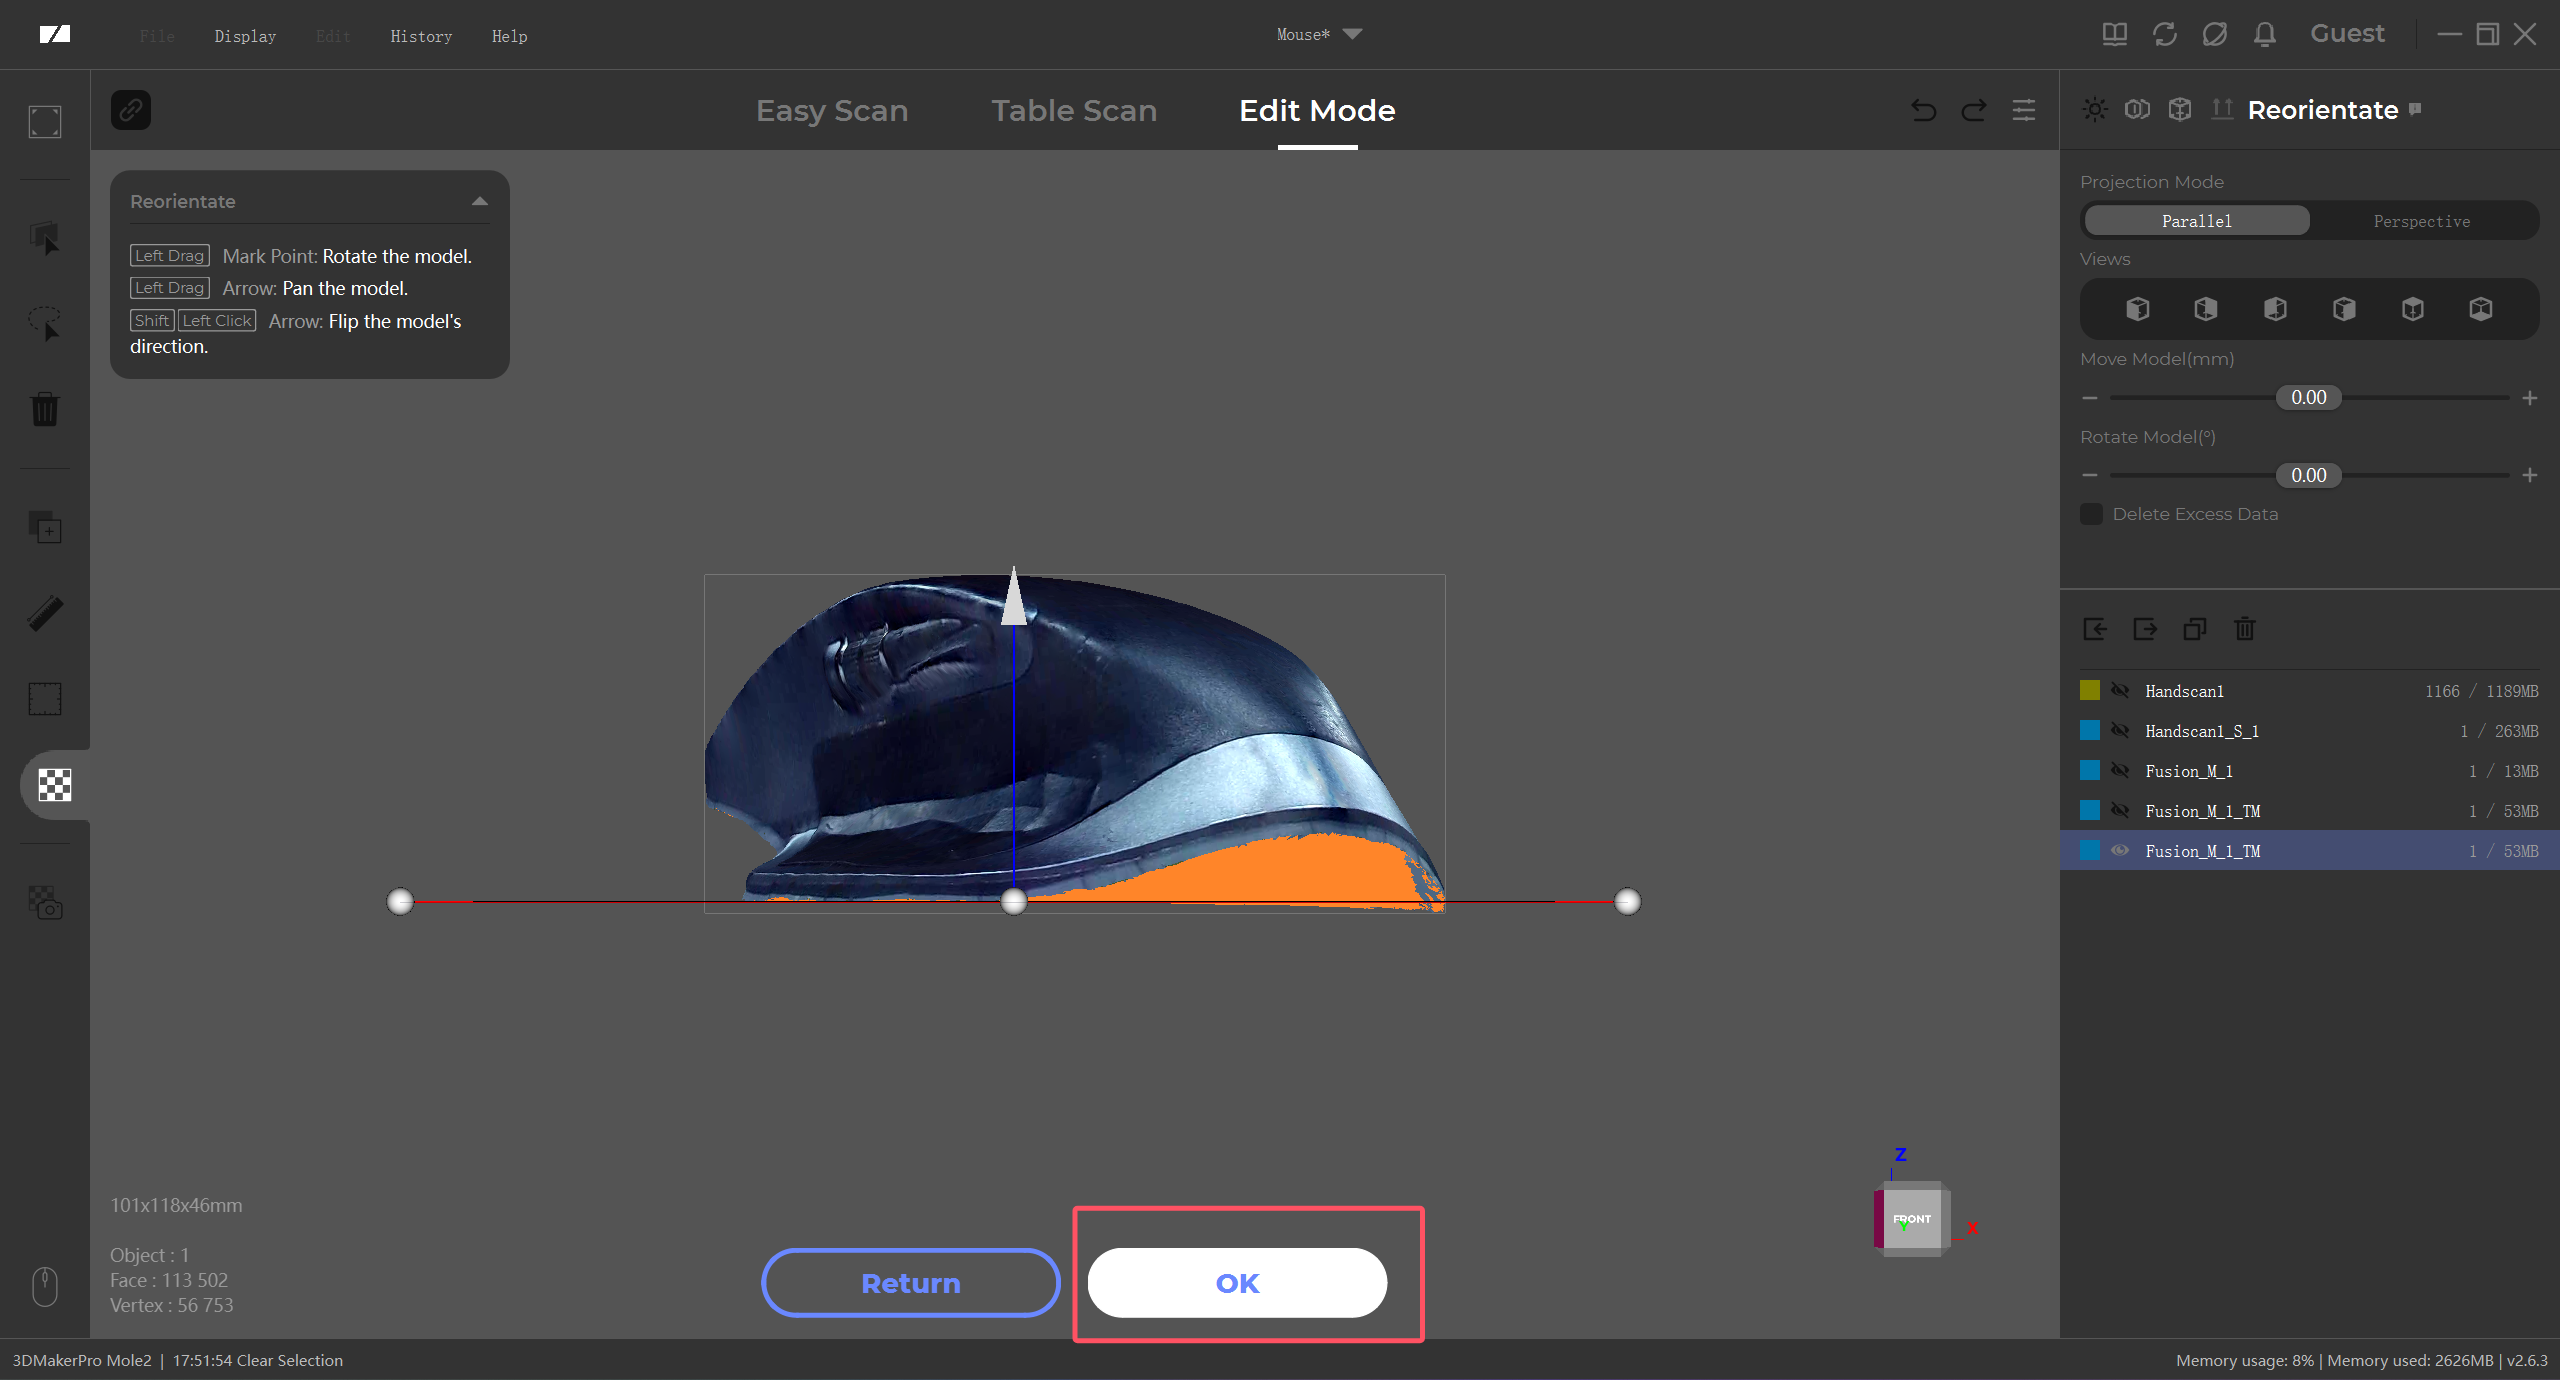 File Display Edit History Help Mouse* Guest
Easy Scan Table Scan Edit Mode Reorientate
Reorientate
Left Drag Mark Point: Rotate the model.
Left Drag Arrow: Pan the model.
Shift Left Click Arrow: Flip the model's
direction.
Projection Mode
Parallel Perspective
Views
Move Model(mm)
0.00
Rotate Model(°)
0.00
Delete Excess Data
Handscan1 1166 / 1189MB
Handscan1_S_1 1 / 263MB
Fusion_M_1 1 / 13MB
Fusion_M_1_TM 1 / 53MB
Fusion_M_1_TM 1 / 53MB
Z
FRONT
Y
X
101x118x46mm
Object : 1
Face : 113 502
Vertex : 56 753
Return OK
3DMakerPro Mole2 | 17:51:54 Clear Selection
Memory usage: 8% | Memory used: 2626MB | v2.6.3